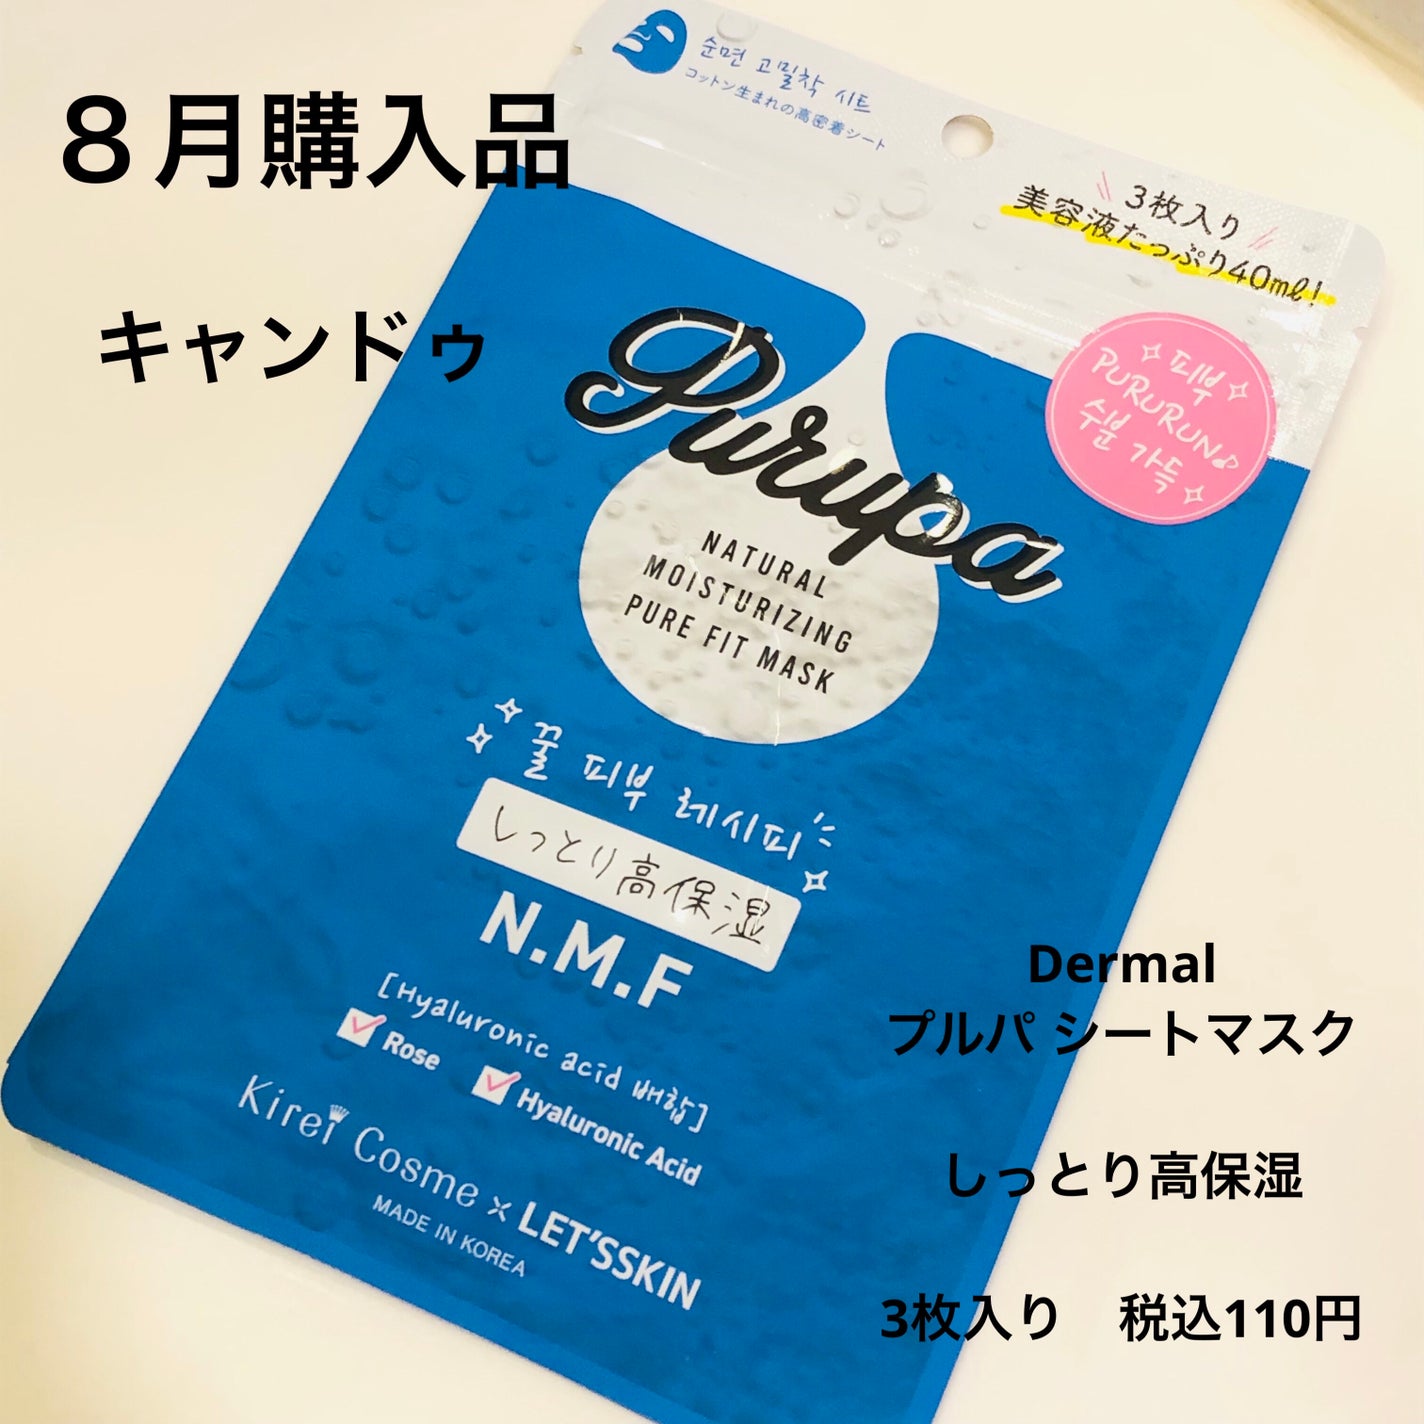 ８月購入品
キャンドゥ
순면 고밀착 시트
コットン生まれの高密着シート
3枚入り
美容液たっぷり40ml!
피부
PURURUN♪
수분 가득
Purupa
NATURAL
MOISTURIZING
PURE FIT MASK
꿀 피부 레시피
しっとり高保湿
N.M.F
[Hyaluronic acid 배합]
Rose
Hyaluronic Acid
Kirei Cosme × LET'SSKIN
MADE IN KOREA
Dermal
プルパ シートマスク
しっとり高保湿
3枚入り　税込110円